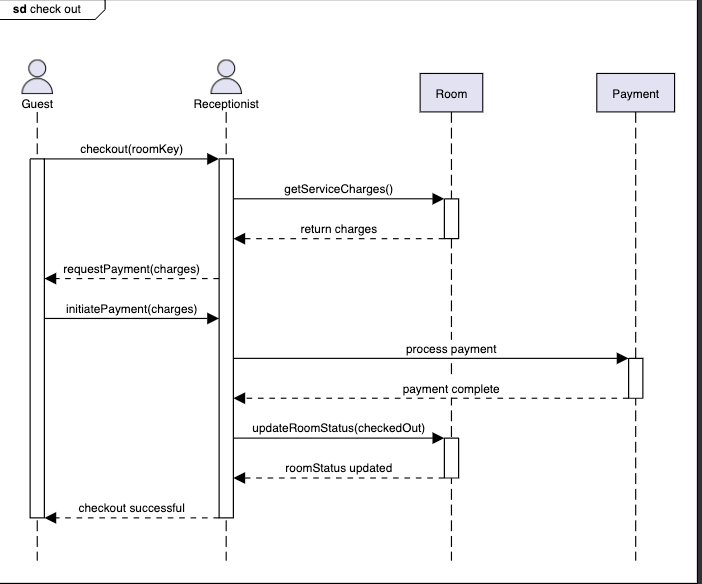 sd check out
Guest
Receptionist
Room
Payment
checkout(roomKey)
getServiceCharges()
return charges
requestPayment(charges)
initiatePayment(charges)
process payment
payment complete
updateRoomStatus(checkedOut)
roomStatus updated
checkout successful